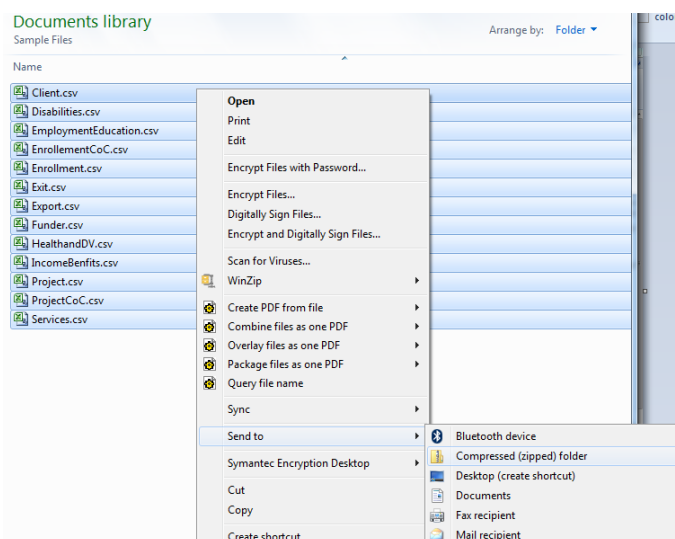 Documents library
Sample Files
Arrange by: Folder
colo
Name
Client.csv
Disabilities.csv
EmploymentEducation.csv
EnrollementCoC.csv
Enrollment.csv
Exit.csv
Export.csv
Funder.csv
HealthandDV.csv
IncomeBenfits.csv
Project.csv
ProjectCoC.csv
Services.csv
Open
Print
Edit
Encrypt Files with Password...
Encrypt Files...
Digitally Sign Files...
Encrypt and Digitally Sign Files...
Scan for Viruses...
WinZip
Create PDF from file
Combine files as one PDF
Overlay files as one PDF
Package files as one PDF
Query file name
Sync
Send to
Symantec Encryption Desktop
Cut
Copy
Create shortcut
Bluetooth device
Compressed (zipped) folder
Desktop (create shortcut)
Documents
Fax recipient
Mail recipient